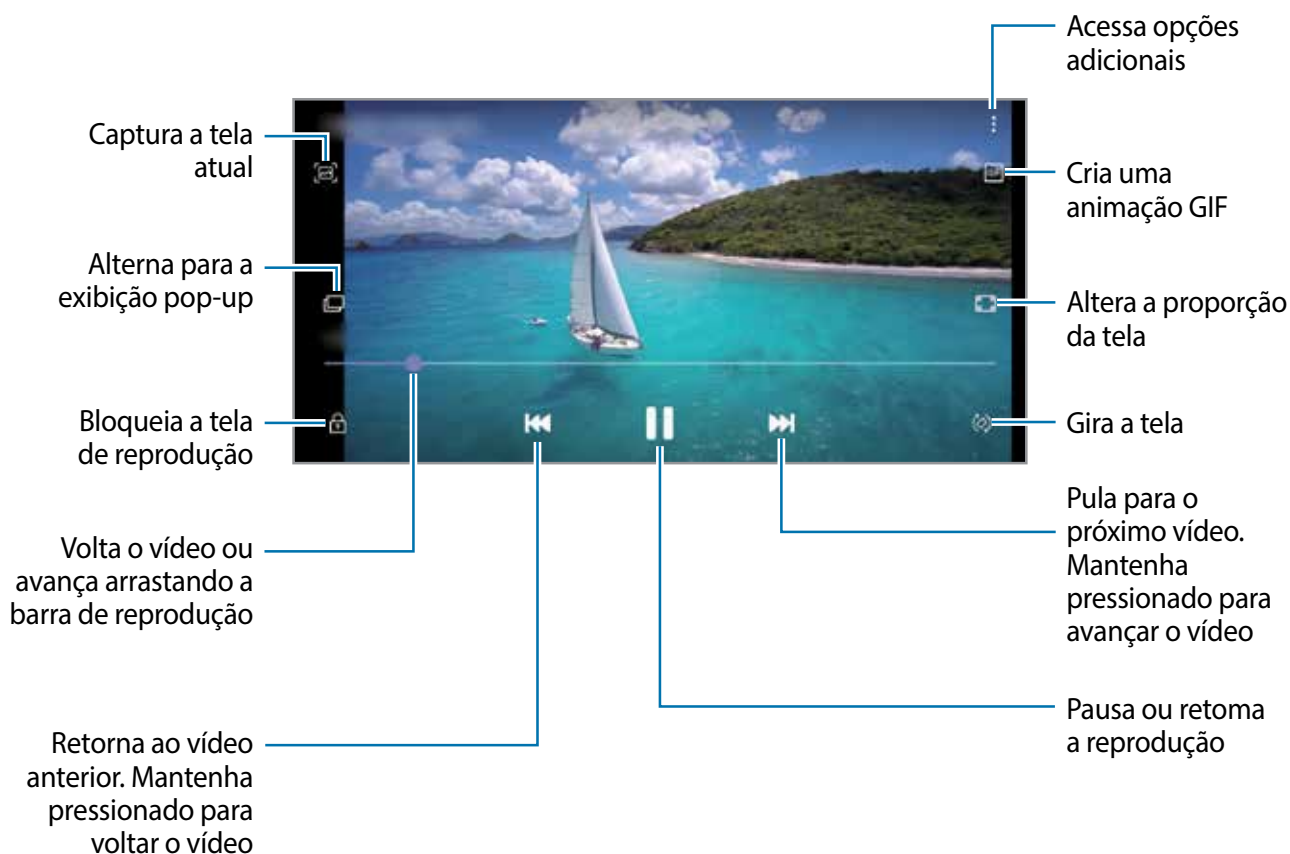 Acessa opções
adicionais
Captura a tela
atual
Cria uma
animação GIF
Alterna para a
exibição pop-up
Altera a proporção
da tela
Bloqueia a tela
de reprodução
Gira a tela
Volta o vídeo ou
avança arrastando a
barra de reprodução
Pula para o
próximo vídeo.
Mantenha
pressionado para
avançar o vídeo
Retorna ao vídeo
anterior. Mantenha
pressionado para
voltar o vídeo
Pausa ou retoma
a reprodução